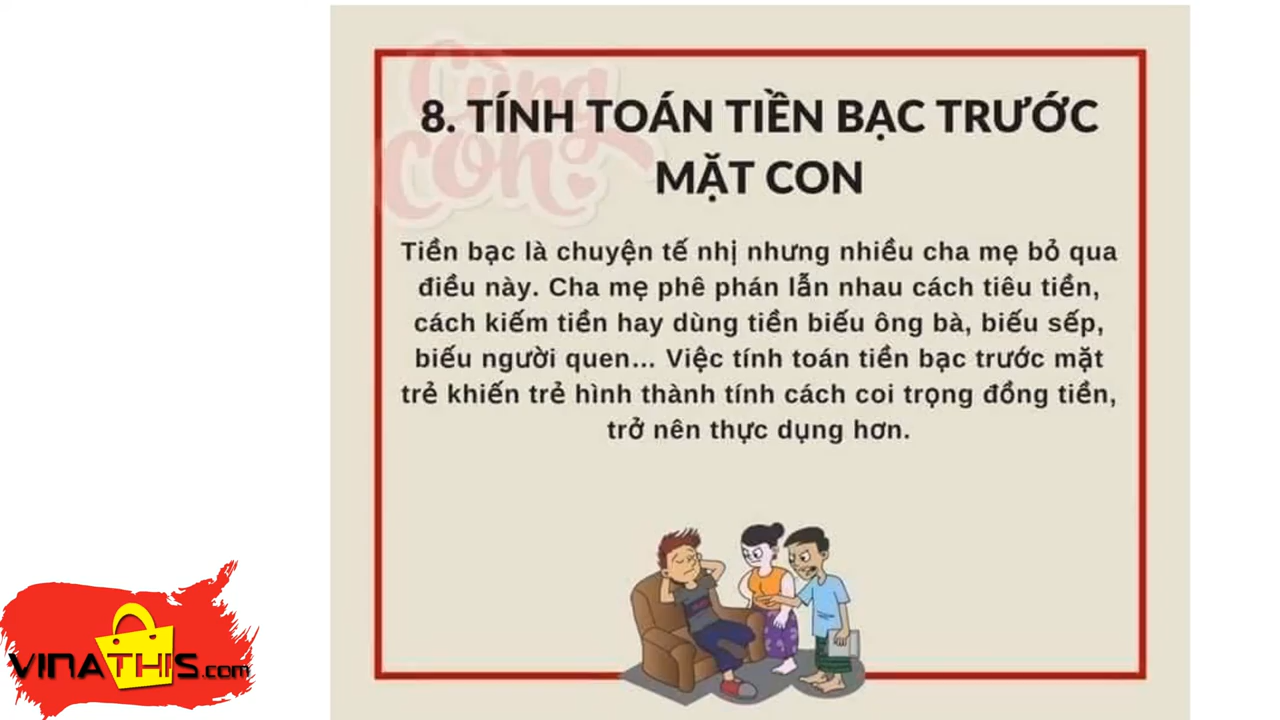 Cùng
con
8. TÍNH TOÁN TIỀN BẠC TRƯỚC
MẶT CON
Tiền bạc là chuyện tế nhị nhưng nhiều cha mẹ bỏ qua
điều này. Cha mẹ phê phán lẫn nhau cách tiêu tiền,
cách kiếm tiền hay dùng tiền biếu ông bà, biếu sếp,
biếu người quen... Việc tính toán tiền bạc trước mặt
trẻ khiến trẻ hình thành tính cách coi trọng đồng tiền,
trở nên thực dụng hơn.
VINATHIS.com